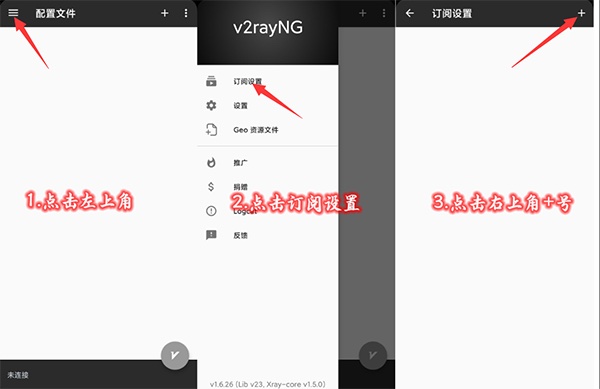 配置文件
1.点击左上角
未连接
v2rayNG
订阅设置
设置
Geo 资源文件
推广
捐赠
2.点击订阅设置
Logcat
反馈
v1.6.26 (Lib v23, Xray-core v1.5.0)
订阅设置
3.点击右上角+号